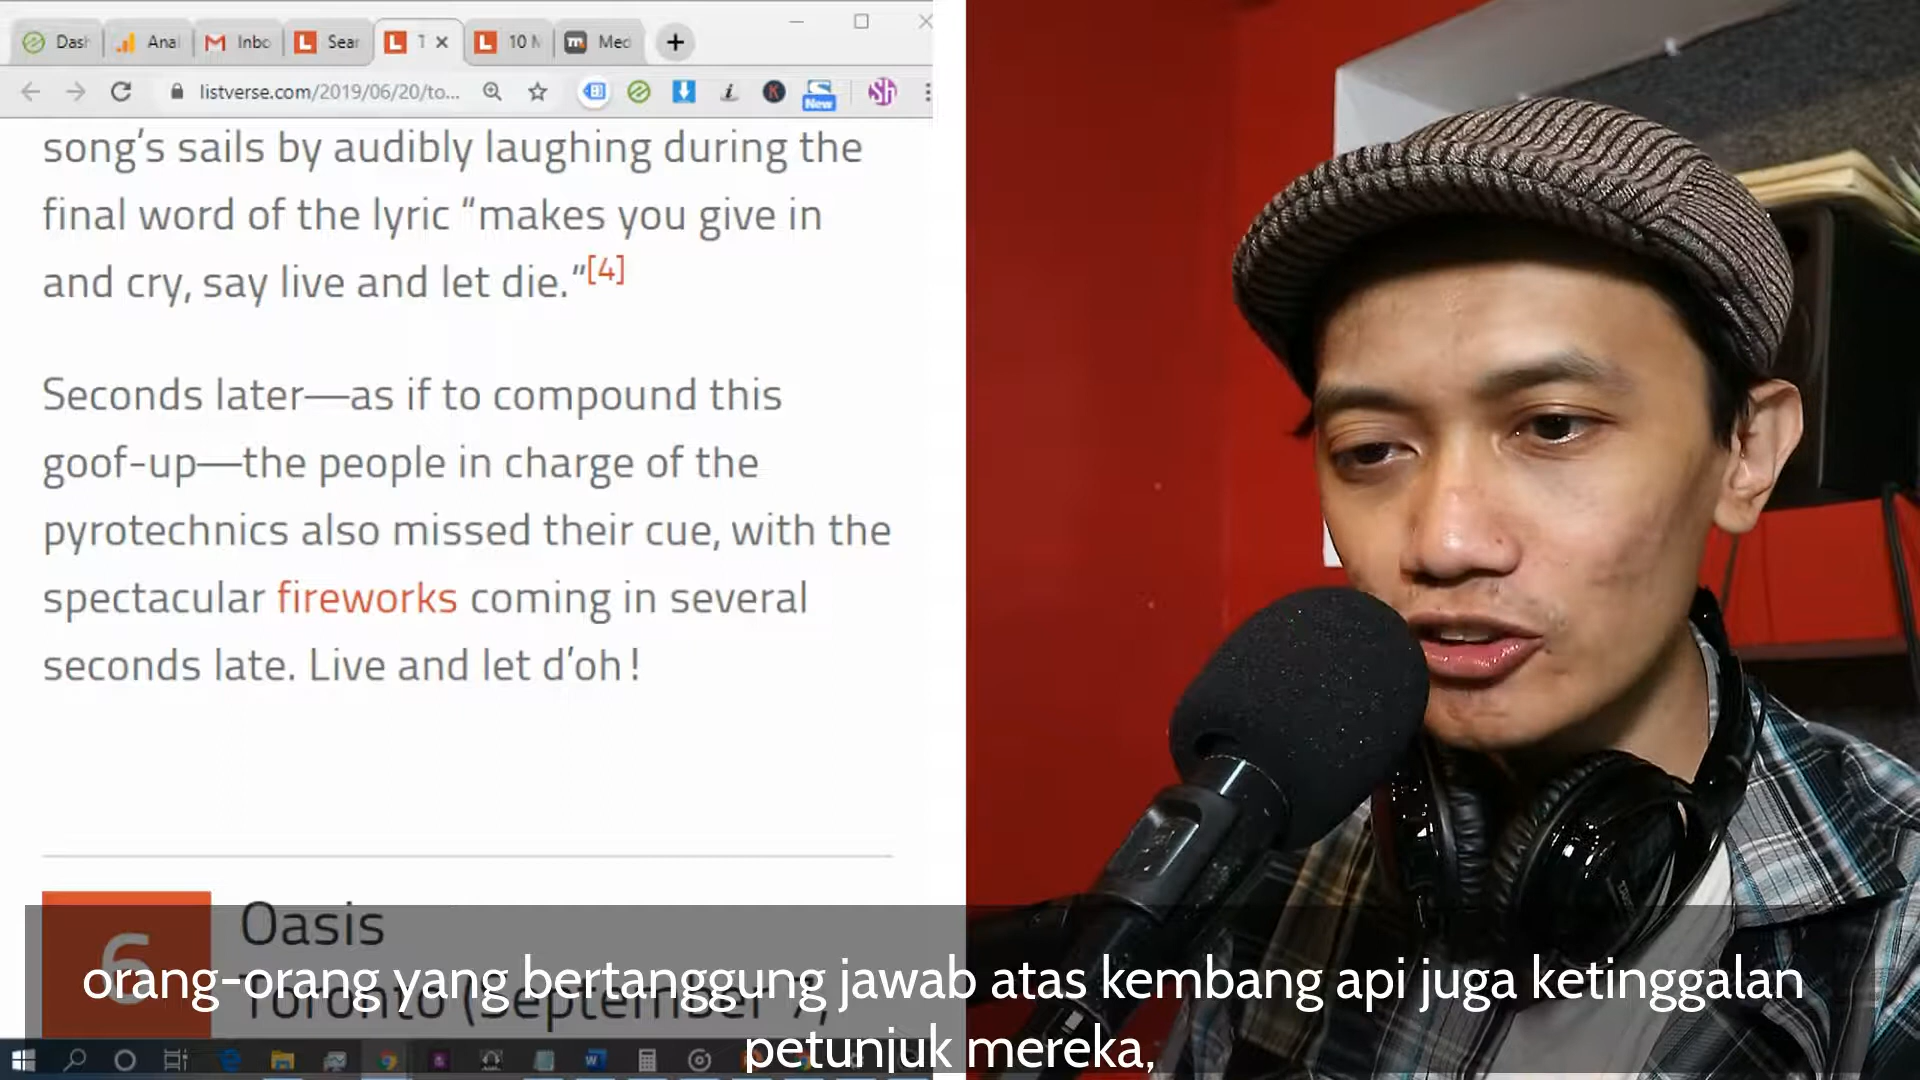 Dash
Anal
Inbo
Sear
T
10 M
Med
listverse.com/2019/06/20/to...
New
song's sails by audibly laughing during the
final word of the lyric “makes you give in
and cry, say live and let die.”[4]
Seconds later—as if to compound this
goof-up—the people in charge of the
pyrotechnics also missed their cue, with the
spectacular fireworks coming in several
seconds late. Live and let d'oh!
6
Oasis
Toronto (September 7,
orang-orang yang bertanggung jawab atas kembang api juga ketinggalan
petunjuk mereka,